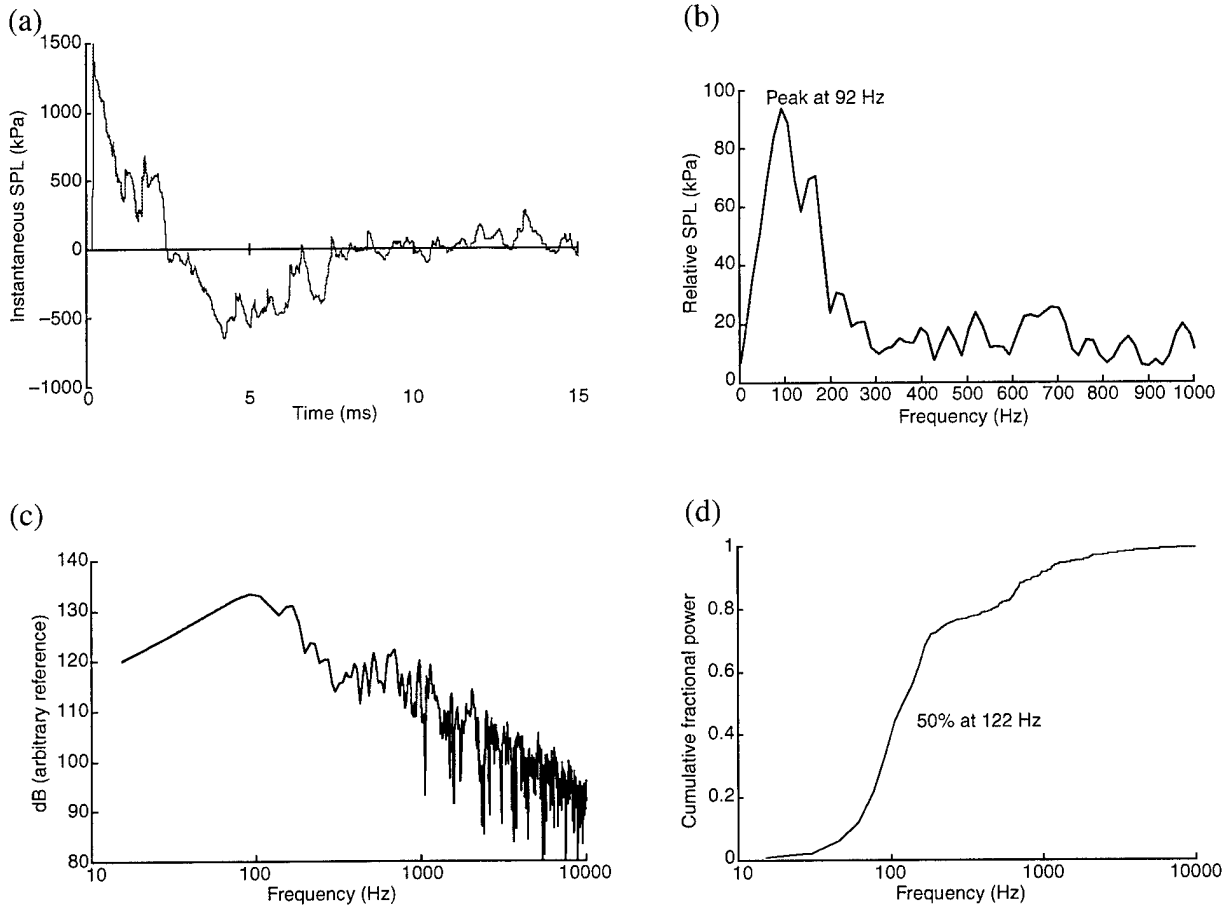 (a)
1500
1000
500
0
−500
−1000
0
5
10
15
Instantaneous SPL (kPa)
Time (ms)
(b)
100
80
60
40
20
0
0 100 200 300 400 500 600 700 800 900 1000
Peak at 92 Hz
Relative SPL (kPa)
Frequency (Hz)
(c)
140
130
120
110
100
90
80
10 100 1000 10000
dB (arbitrary reference)
Frequency (Hz)
(d)
1
0.8
0.6
0.4
0.2
0
10 100 1000 10000
50% at 122 Hz
Cumulative fractional power
Frequency (Hz)